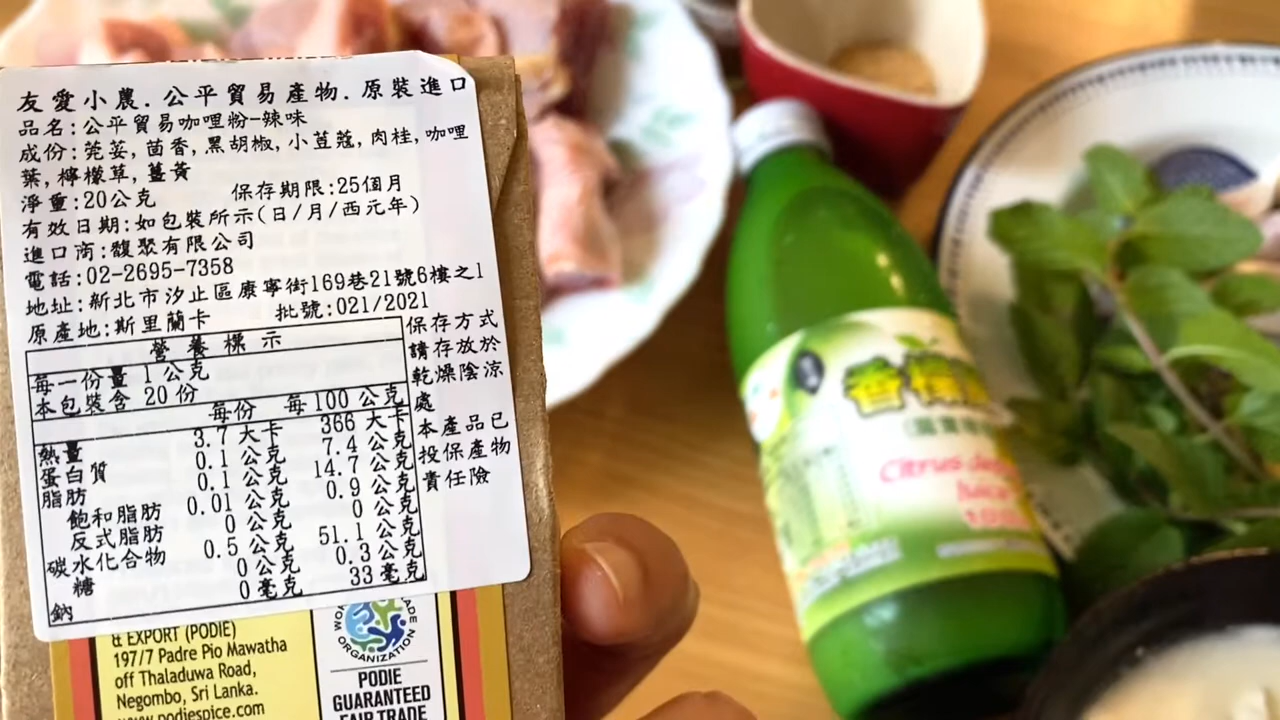 友愛小農.公平貿易產物.原裝進口
品名:公平貿易咖哩粉-辣味
成份:芫荽,茴香,黑胡椒,小荳蔻,肉桂,咖哩
葉,檸檬草,薑黃
淨重:20公克 保存期限:25個月
有效日期:如包裝所示(日/月/西元年)
進口商:馥聚有限公司
電話:02-2695-7358
地址:新北市汐止區康寧街169巷21號6樓之1
原產地:斯里蘭卡 批號:021/2021
營養標示
每一份量 1 公克
本包裝含 20 份
每份 每100 公克
熱量 3.7 大卡 366 大卡
蛋白質 0.1 公克 7.4 公克
脂肪 0.1 公克 14.7 公克
飽和脂肪 0.01 公克 0.9 公克
反式脂肪 0 公克 0 公克
碳水化合物 0.5 公克 51.1 公克
糖 0 公克 0.3 公克
鈉 0 毫克 33 毫克
保存方式
請存放於
乾燥陰涼
處
本產品已
投保產物
責任險
& EXPORT (PODIE)
197/7 Padre Pio Mawatha
off Thaladuwa Road,
Negombo, Sri Lanka.
www.podiespice.com
ORGANIZATION
PODIE
GUARANTEED
FAIR TRADE
香檬
Citrus